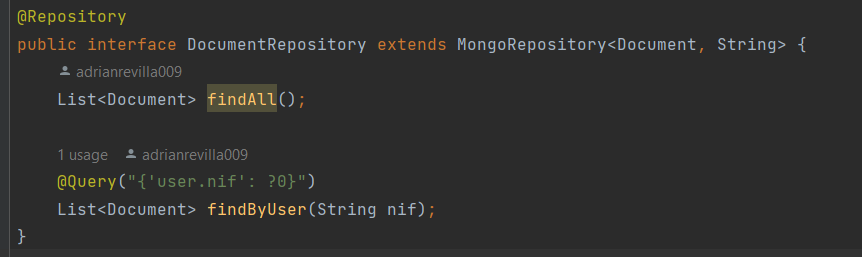 @Repository
public interface DocumentRepository extends MongoRepository<Document, String> {
adrianrevilla009
List<Document> findAll();
1 usage adrianrevilla009
@Query("{'user.nif': ?0}")
List<Document> findByUser(String nif);
}